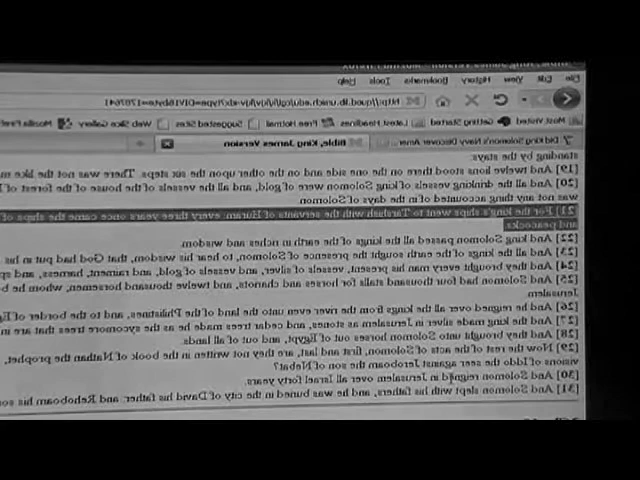 Bible, King James Version - Mozilla Firefox
File Edit View History Bookmarks Tools Help
http://quod.lib.umich.edu/cgi/k/kjv/kjv-idx?type=DIV1&byte=178764
Most Visited Getting Started Latest Headlines Free Hotmail Suggested Sites Web Slice Gallery Mozilla Firef
Did King Solomon's Navy Discover Amer Bible, King James Version
standing by the stays:
[19] And twelve lions stood there on the one side and on the other upon the six steps. There was not the like m
[20] And all the drinking vessels of king Solomon were of gold, and all the vessels of the house of the forest of
was not any thing accounted of in the days of Solomon.
[21] For the king's ships went to Tarshish with the servants of Huram: every three years once came the ships of
and peacocks.
[22] And king Solomon passed all the kings of the earth in riches and wisdom.
[23] And all the kings of the earth sought the presence of Solomon, to hear his wisdom, that God had put in his
[24] And they brought every man his present, vessels of silver, and vessels of gold, and raiment, harness, and sp
[25] And Solomon had four thousand stalls for horses and chariots, and twelve thousand horsemen; whom he be
Jerusalem.
[26] And he reigned over all the kings from the river even unto the land of the Philistines, and to the border of Eg
[27] And the king made silver in Jerusalem as stones, and cedar trees made he as the sycomore trees that are in
[28] And they brought unto Solomon horses out of Egypt, and out of all lands.
[29] Now the rest of the acts of Solomon, first and last, are they not written in the book of Nathan the prophet,
visions of Iddo the seer against Jeroboam the son of Nebat?
[30] And Solomon reigned in Jerusalem over all Israel forty years.
[31] And Solomon slept with his fathers, and he was buried in the city of David his father: and Rehoboam his so